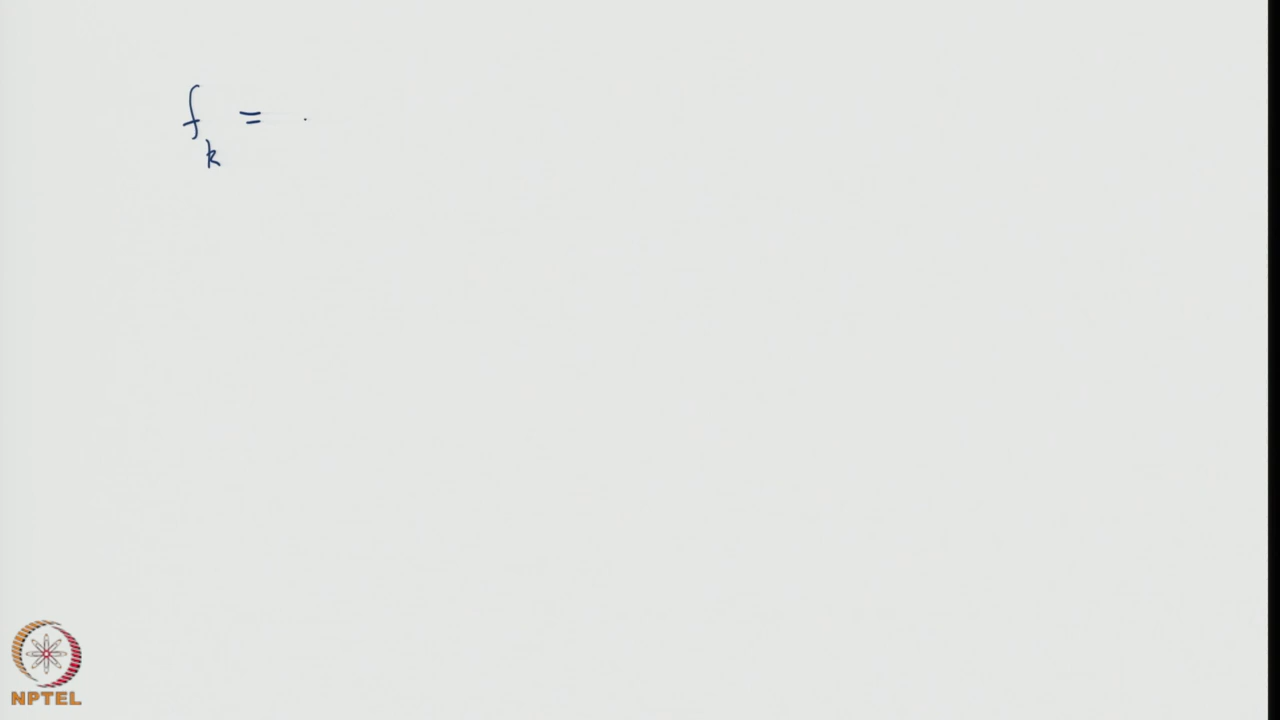 f_k = .
NPTEL